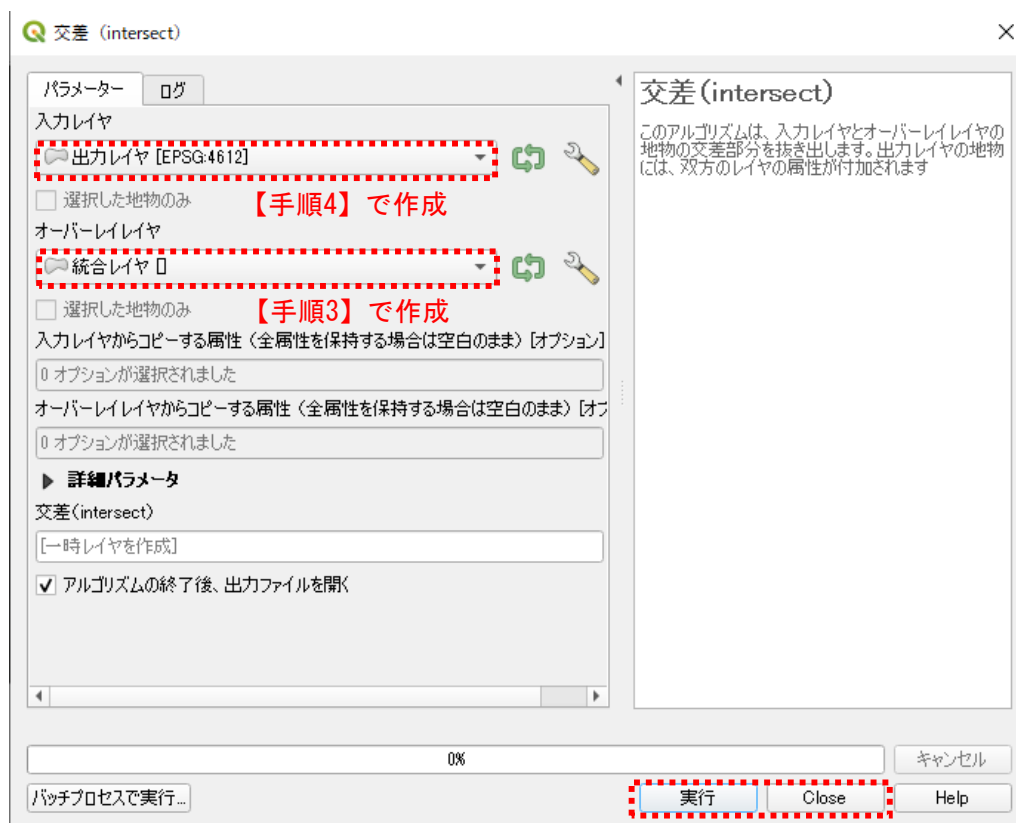 交差 (intersect)
パラメーター ログ
入力レイヤ
出力レイヤ [EPSG:4612]
選択した地物のみ
【手順4】で作成
オーバーレイレイヤ
統合レイヤ []
選択した地物のみ
【手順3】で作成
入力レイヤからコピーする属性（全属性を保持する場合は空白のまま）[オプション]
0 オプションが選択されました
オーバーレイレイヤからコピーする属性（全属性を保持する場合は空白のまま）[オプ
0 オプションが選択されました
詳細パラメータ
交差(intersect)
[一時レイヤを作成]
アルゴリズムの終了後、出力ファイルを開く
交差(intersect)
このアルゴリズムは、入力レイヤとオーバーレイレイヤの
地物の交差部分を抜き出します。出力レイヤの地物
には、双方のレイヤの属性が付加されます
0%
キャンセル
バッチプロセスで実行...
実行
Close
Help